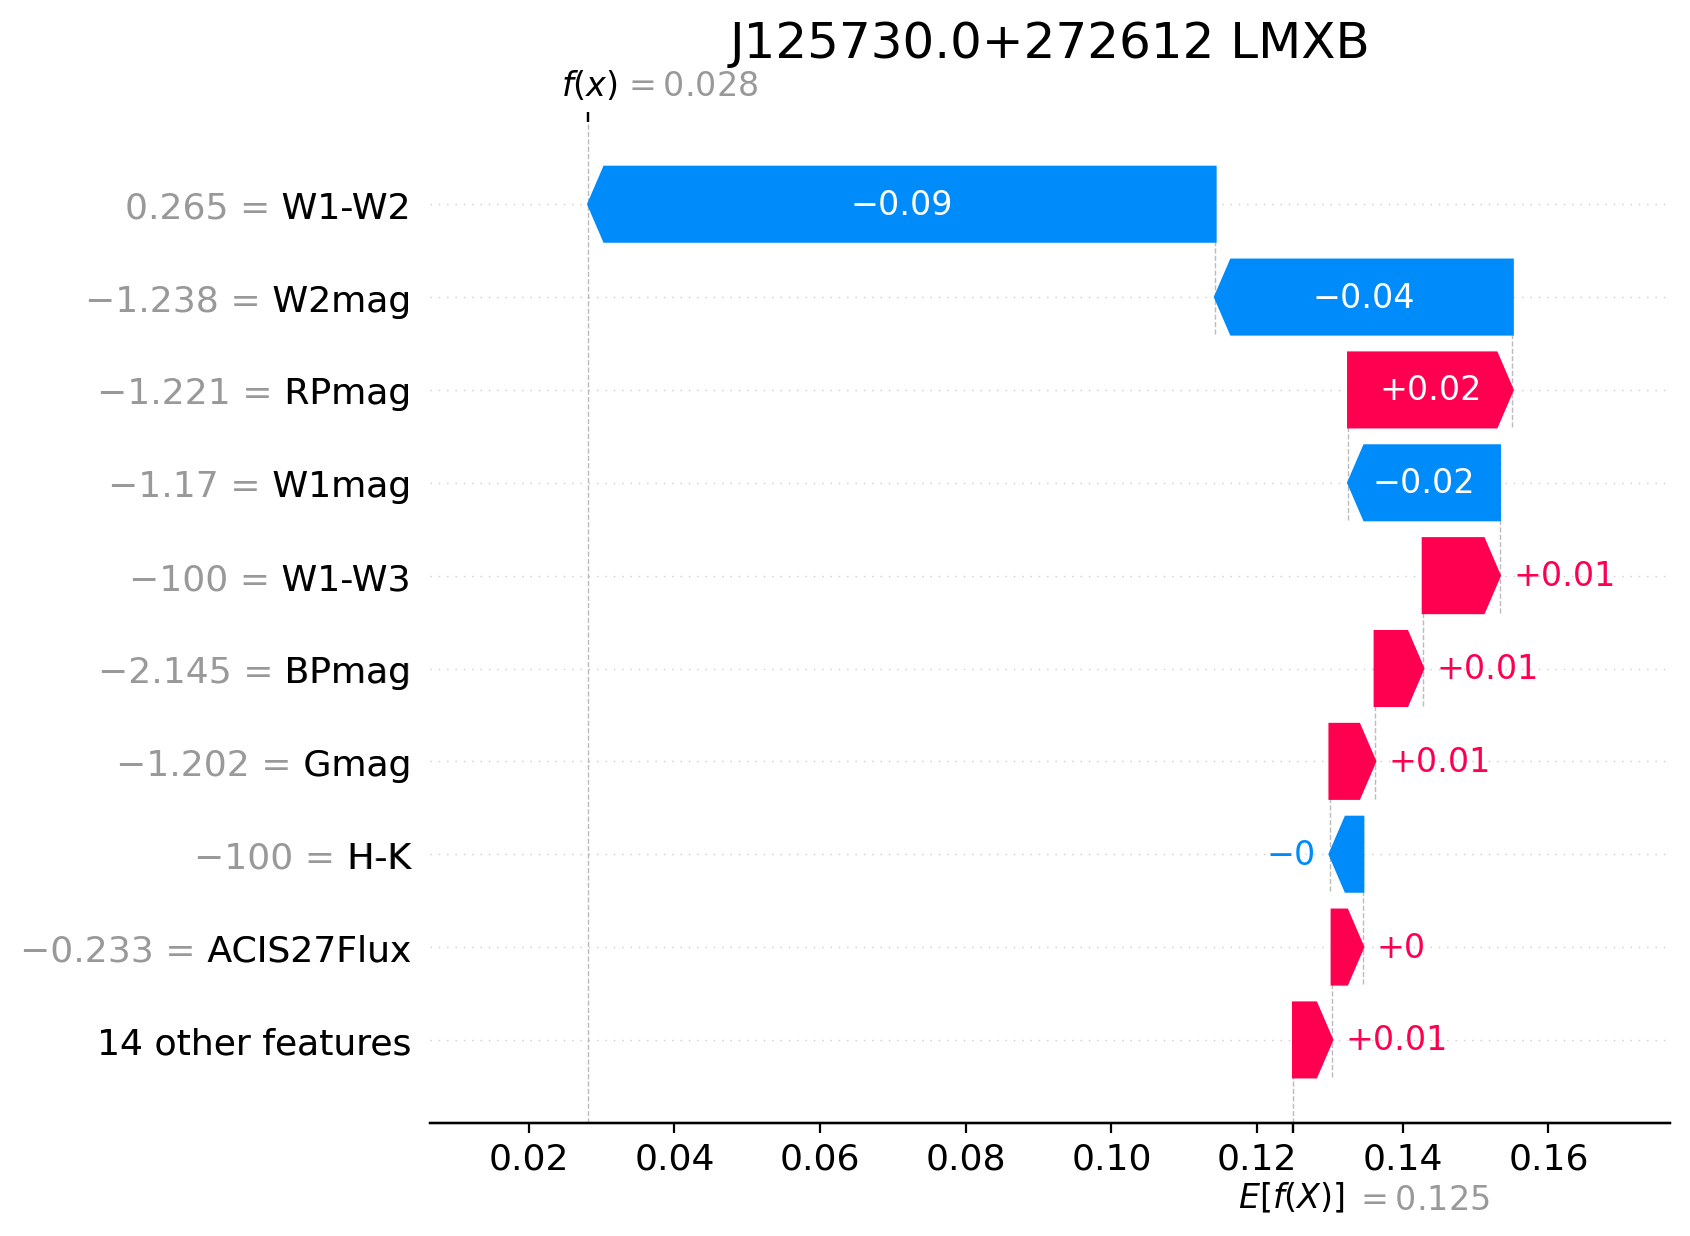 J125730.0+272612 LMXB
f(x) = 0.028
0.265 = W1-W2
−0.09
−1.238 = W2mag
−0.04
−1.221 = RPmag
+0.02
−1.17 = W1mag
−0.02
−100 = W1-W3
+0.01
−2.145 = BPmag
+0.01
−1.202 = Gmag
+0.01
−100 = H-K
−0
−0.233 = ACIS27Flux
+0
14 other features
+0.01
0.02 0.04 0.06 0.08 0.10 0.12 0.14 0.16
E[f(X)] = 0.125